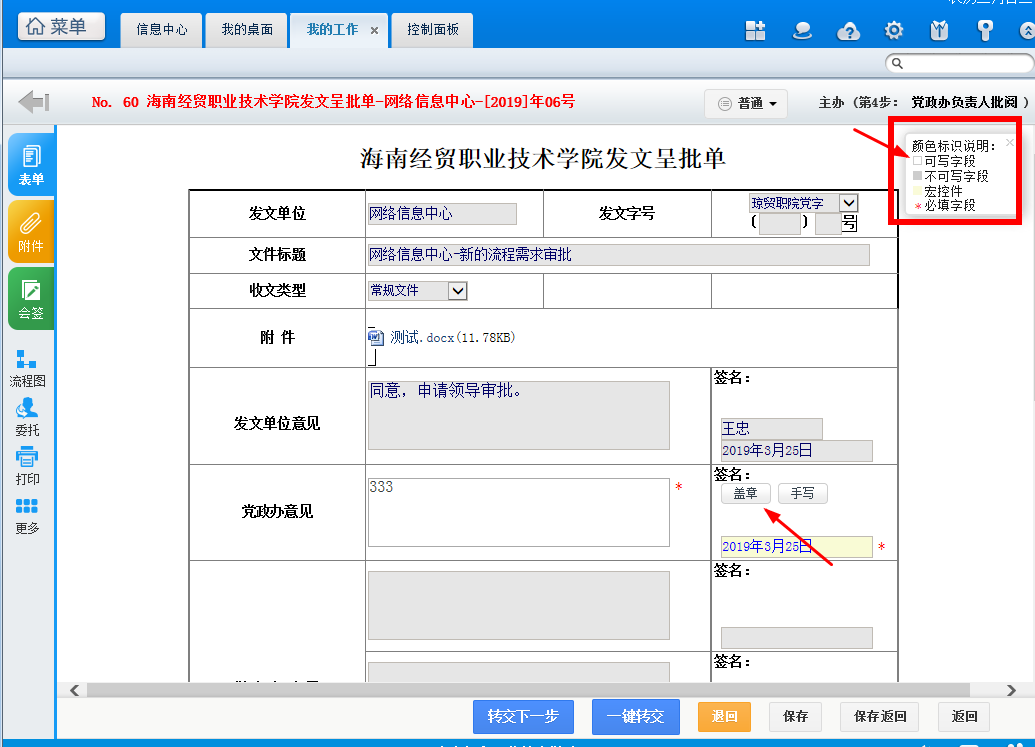 菜单 信息中心 我的桌面 我的工作 × 控制面板
No. 60 海南经贸职业技术学院发文呈批单-网络信息中心-[2019]年06号 普通 主办 (第4步: 党政办负责人批阅 )
颜色标识说明: ×
可写字段
不可写字段
宏控件
* 必填字段
表单
附件
会签
流程图
委托
打印
更多
海南经贸职业技术学院发文呈批单
发文单位 网络信息中心 发文字号 琼贸职院党字
( ) 号
文件标题 网络信息中心-新的流程需求审批
收文类型 常规文件
附 件 测试.docx(11.78KB)
发文单位意见 同意，申请领导审批。 签名：
王忠
2019年3月25日
党政办意见 333 * 签名：
盖章 手写
2019年3月25日 *
签名：
签名：
转交下一步 一键转交 退回 保存 保存返回 返回